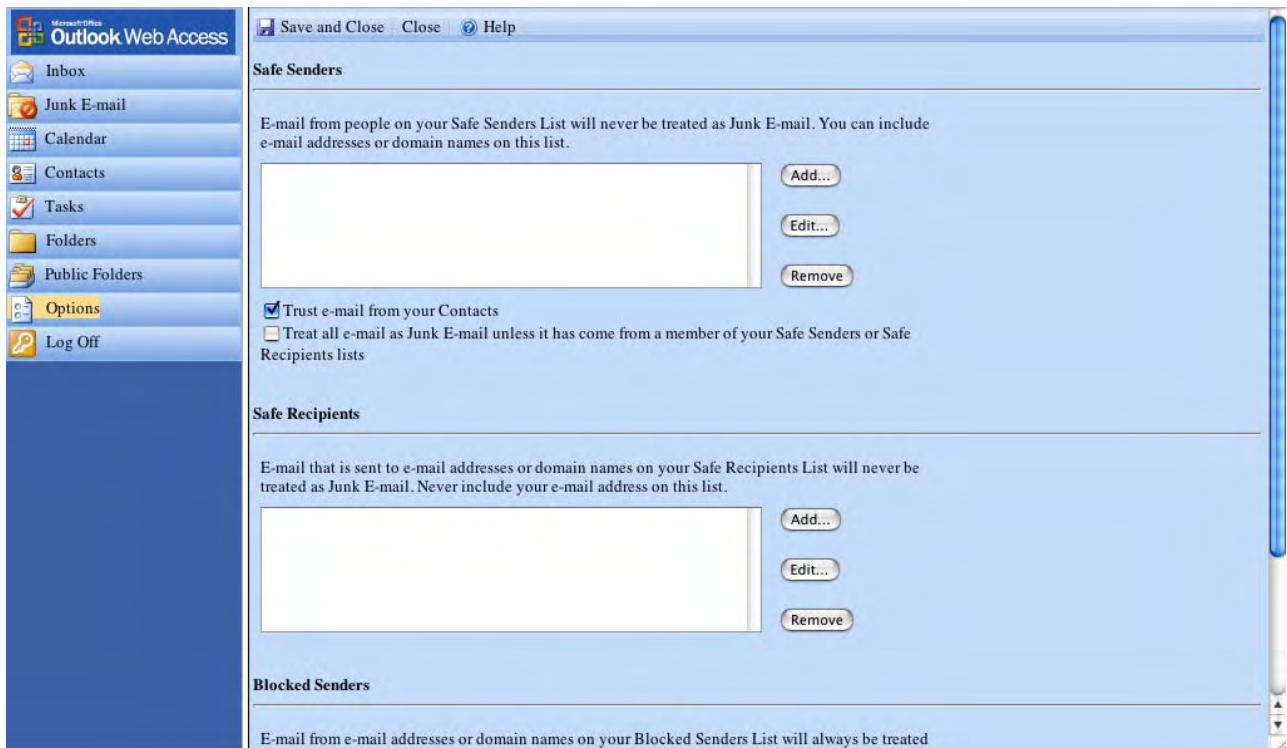 Microsoft Office
Outlook Web Access
Inbox
Junk E-mail
Calendar
Contacts
Tasks
Folders
Public Folders
Options
Log Off
Save and Close Close Help
Safe Senders
E-mail from people on your Safe Senders List will never be treated as Junk E-mail. You can include
e-mail addresses or domain names on this list.
Add...
Edit...
Remove
Trust e-mail from your Contacts
Treat all e-mail as Junk E-mail unless it has come from a member of your Safe Senders or Safe
Recipients lists
Safe Recipients
E-mail that is sent to e-mail addresses or domain names on your Safe Recipients List will never be
treated as Junk E-mail. Never include your e-mail address on this list.
Add...
Edit...
Remove
Blocked Senders
E-mail from e-mail addresses or domain names on your Blocked Senders List will always be treated